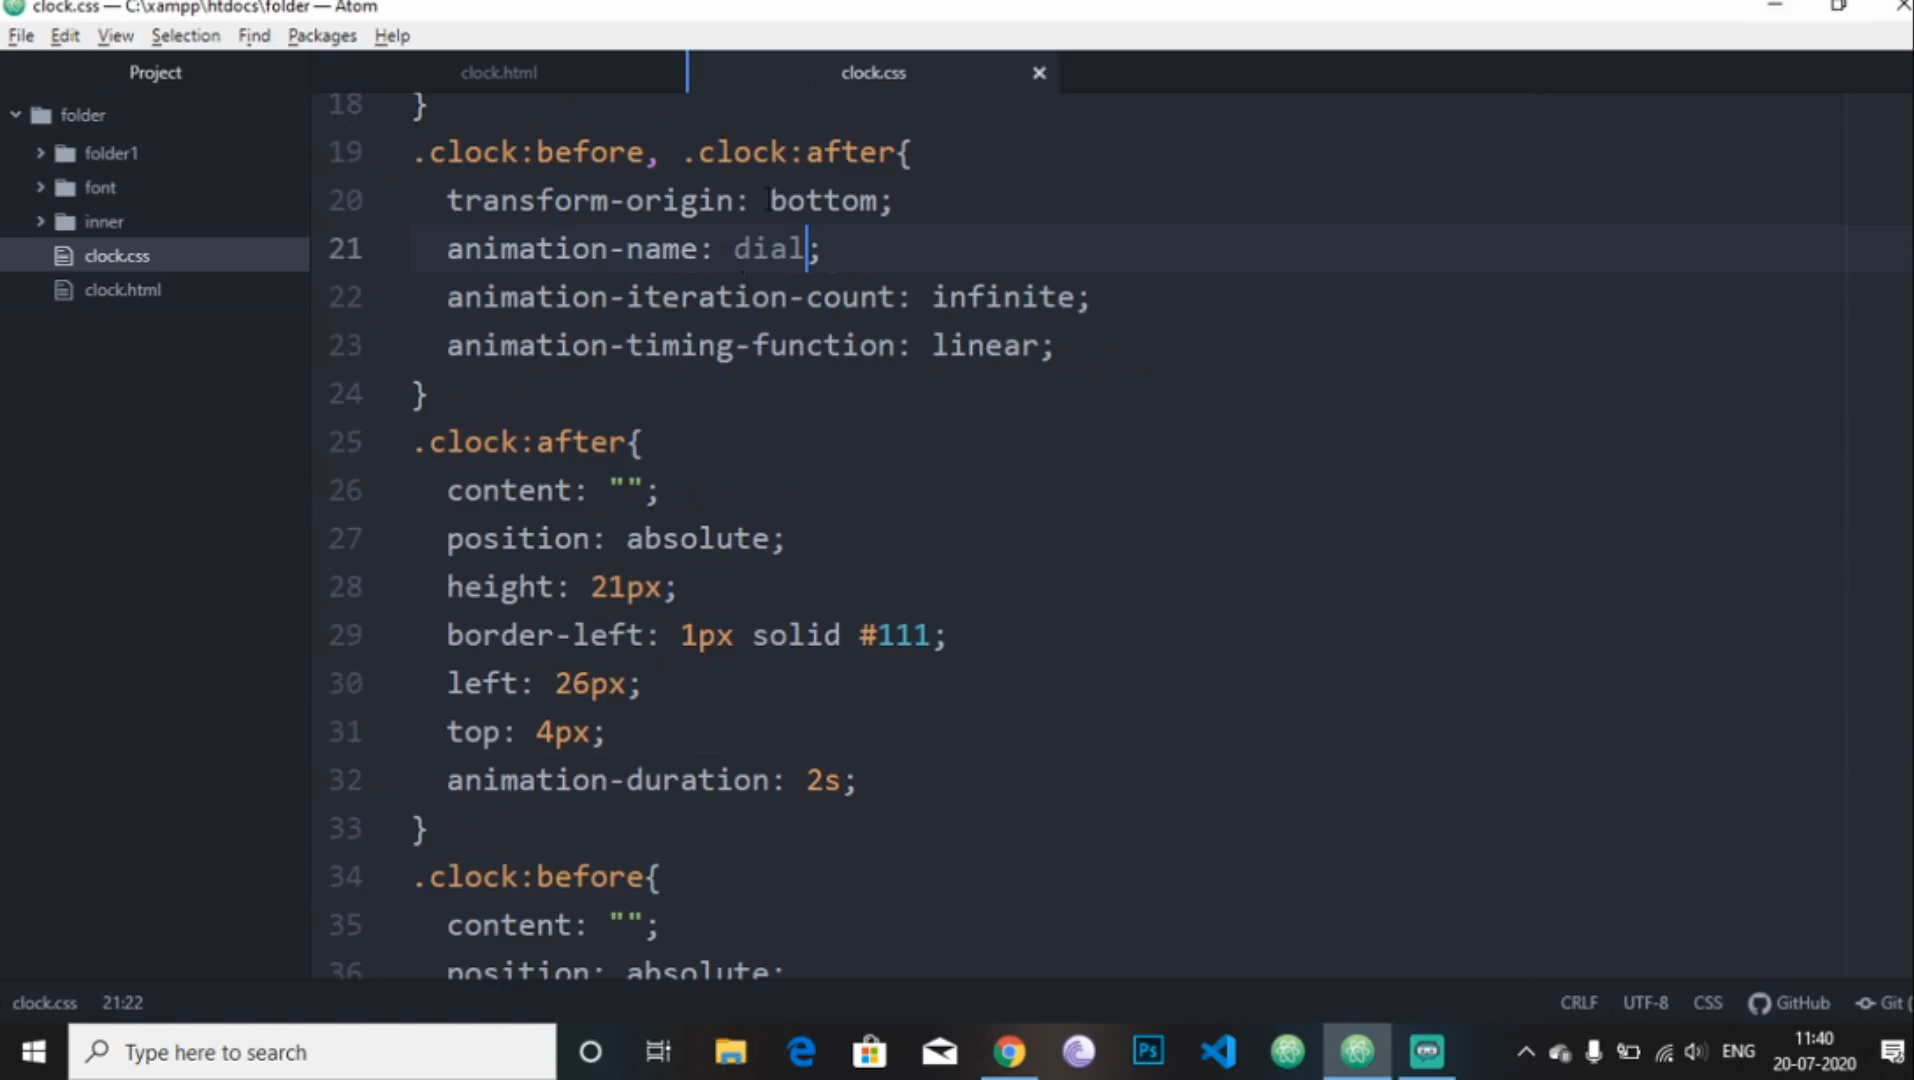 clock.css — C:\xampp\htdocs\folder — Atom
File Edit View Selection Find Packages Help
Project
clock.html
clock.css
folder
folder1
font
inner
clock.css
clock.html
18 }
19 .clock:before, .clock:after{
20 transform-origin: bottom;
21 animation-name: dial;
22 animation-iteration-count: infinite;
23 animation-timing-function: linear;
24 }
25 .clock:after{
26 content: "";
27 position: absolute;
28 height: 21px;
29 border-left: 1px solid #111;
30 left: 26px;
31 top: 4px;
32 animation-duration: 2s;
33 }
34 .clock:before{
35 content: "";
36 position: absolute;
clock.css 21:22 CRLF UTF-8 CSS GitHub Git (
Type here to search
Ps
ENG
11:40
20-07-2020